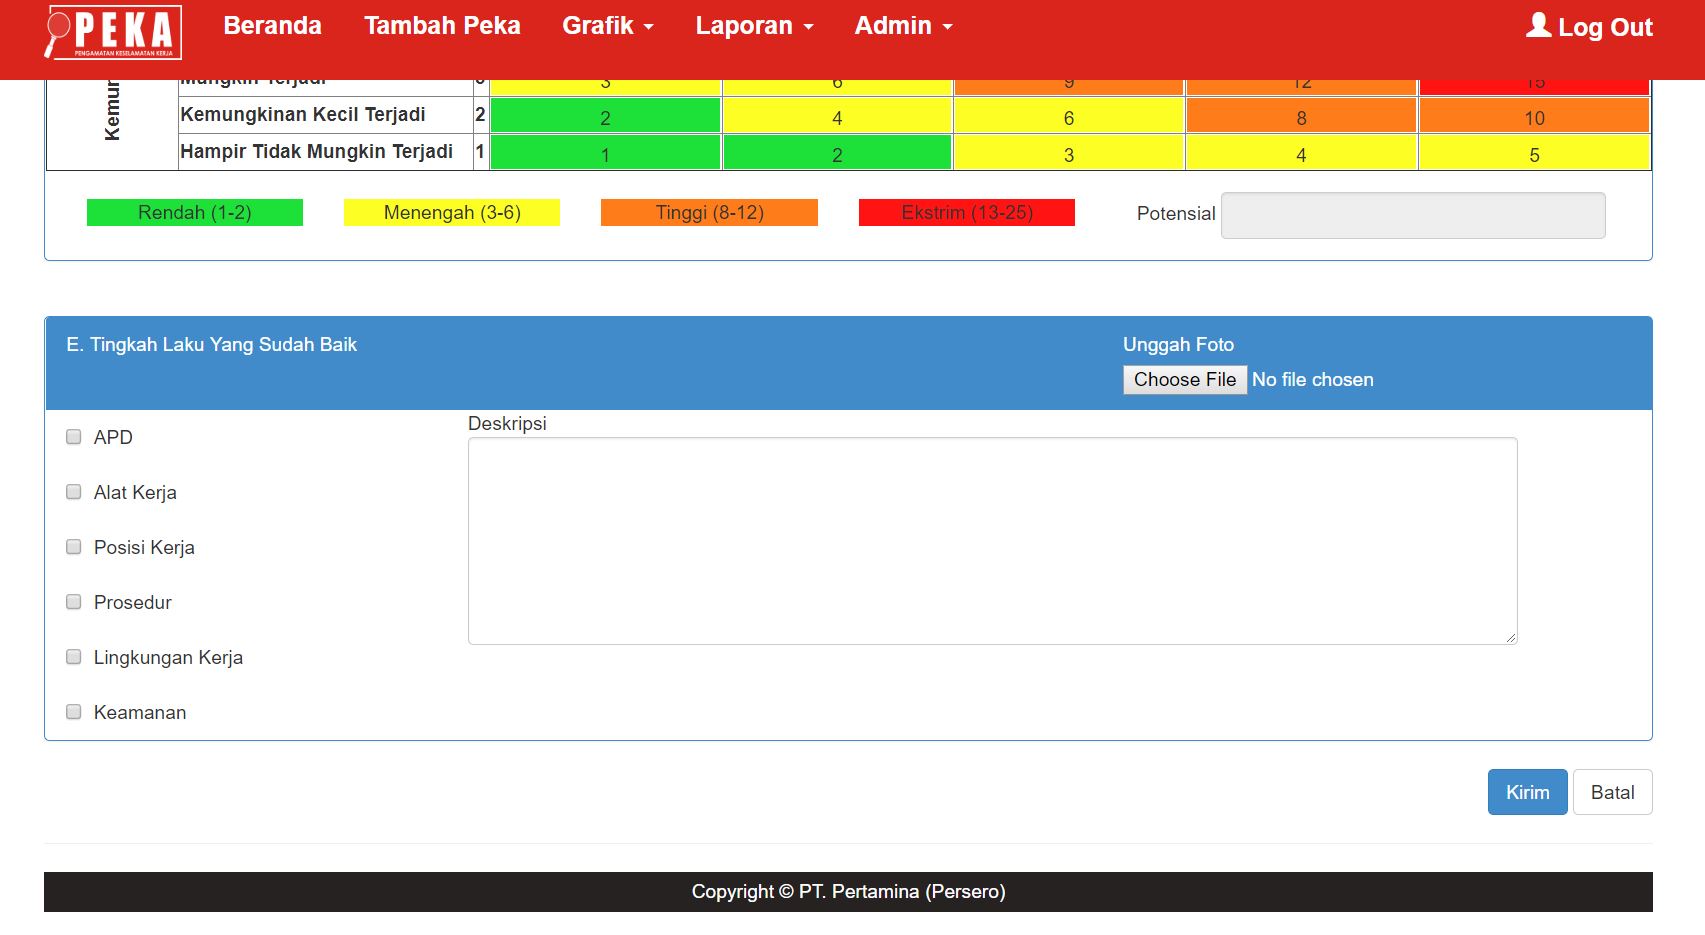 PEKA
PENGAMATAN KESELAMATAN KERJA
Beranda Tambah Peka Grafik Laporan Admin Log Out
Mungkin Terjadi 3 3 6 9 12 15
Kemun
Kemungkinan Kecil Terjadi 2 2 4 6 8 10
Hampir Tidak Mungkin Terjadi 1 1 2 3 4 5
Rendah (1-2) Menengah (3-6) Tinggi (8-12) Ekstrim (13-25) Potensial
E. Tingkah Laku Yang Sudah Baik
Unggah Foto
Choose File No file chosen
Deskripsi
APD
Alat Kerja
Posisi Kerja
Prosedur
Lingkungan Kerja
Keamanan
Kirim Batal
Copyright © PT. Pertamina (Persero)